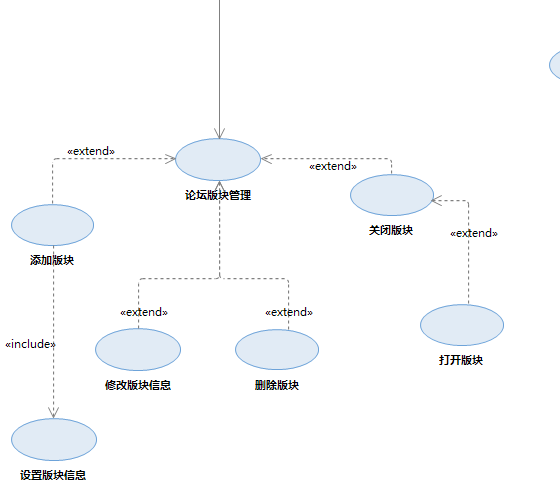 «extend»
«extend»
论坛版块管理
关闭版块
«extend»
添加版块
«extend»
«extend»
«include»
打开版块
修改版块信息
删除版块
设置版块信息